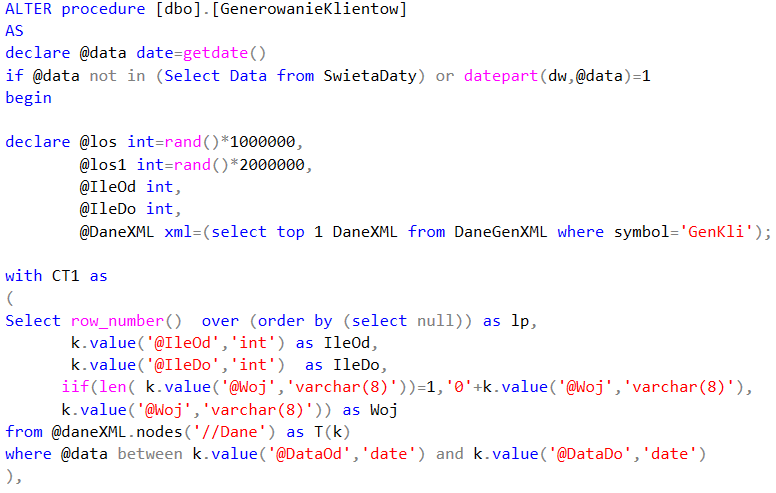 ALTER procedure [dbo].[GenerowanieKlientow]
AS
declare @data date=getdate()
if @data not in (Select Data from SwietaDaty) or datepart(dw,@data)=1
begin
declare @los int=rand()*1000000,
@los1 int=rand()*2000000,
@IleOd int,
@IleDo int,
@DaneXML xml=(select top 1 DaneXML from DaneGenXML where symbol='GenKli');
with CT1 as
(
Select row_number()  over (order by (select null)) as lp,
k.value('@IleOd','int') as IleOd,
k.value('@IleDo','int')  as IleDo,
iif(len( k.value('@Woj','varchar(8)'))=1,'0'+k.value('@Woj','varchar(8)'),
k.value('@Woj','varchar(8)')) as Woj
from @daneXML.nodes('//Dane') as T(k)
where @data between k.value('@DataOd','date') and k.value('@DataDo','date')
),